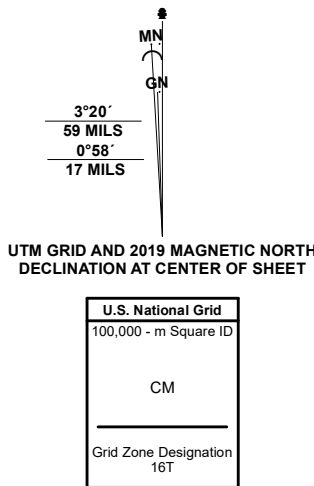 MN
GN
3°20´
59 MILS
0°58´
17 MILS
UTM GRID AND 2019 MAGNETIC NORTH
DECLINATION AT CENTER OF SHEET
U.S. National Grid
100,000 - m Square ID
CM
Grid Zone Designation
16T